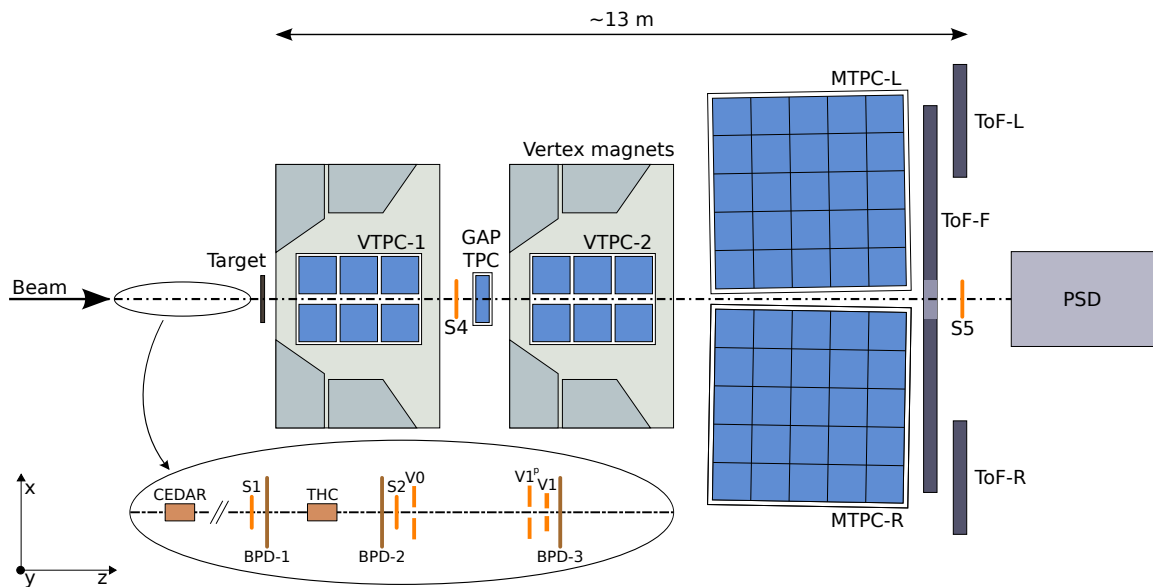 ~13 m
MTPC-L
ToF-L
Vertex magnets
ToF-F
VTPC-1
GAP
TPC
VTPC-2
Target
Beam
PSD
S4
S5
x
CEDAR
S1
THC
S2
V0
V1ᵖ
V1
ToF-R
MTPC-R
BPD-1
BPD-2
BPD-3
y
z